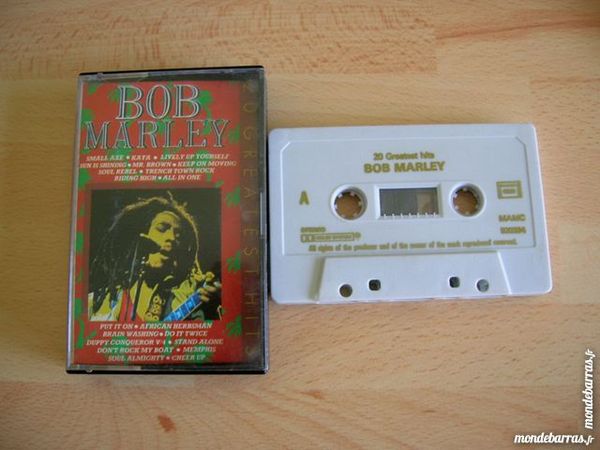 BOB
MARLEY
SMALL AXE • KAYA • LIVELY UP YOURSELF
SUN IS SHINING • MR. BROWN • KEEP ON MOVING
SOUL REBEL • TRENCH TOWN ROCK
RIDING HIGH • ALL IN ONE
20 GREATEST HITS
PUT IT ON • AFRICAN HERBSMAN
BRAIN WASHING • DO IT TWICE
DUPPY CONQUEROR V/4 • STAND ALONE
DON'T ROCK MY BOAT • MEMPHIS
SOUL ALMIGHTY • CHEER UP
20 Greatest hits
BOB MARLEY
A
STEREO
MAMC
All rights of the producer and of the owner of the work reproduced reserved.
www.mondebarras.fr
mondebarras.fr